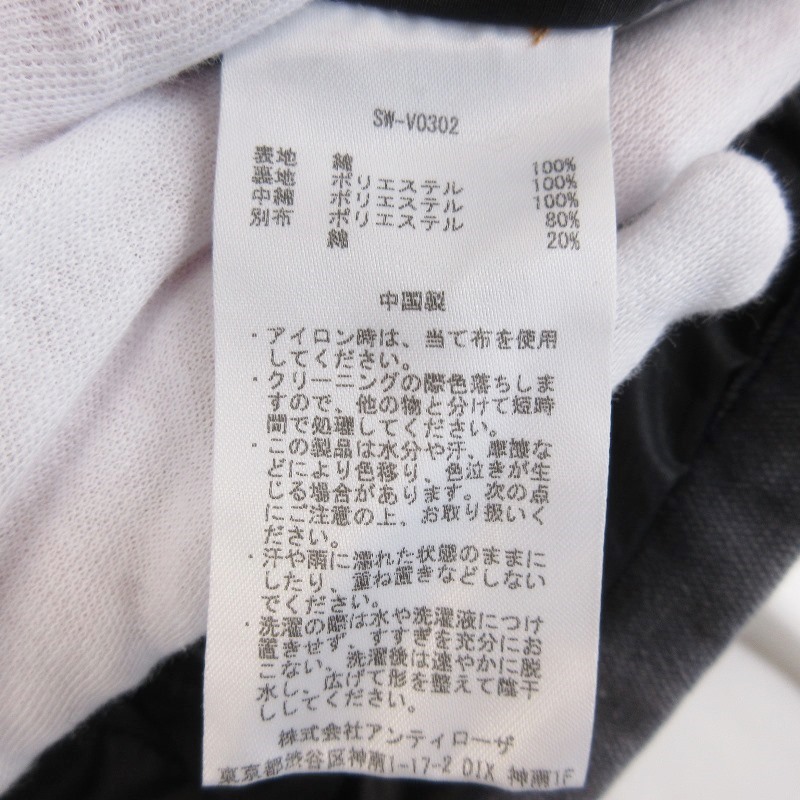 SW-V0302
表地 綿 100%
裏地 ポリエステル 100%
中綿 ポリエステル 100%
別布 ポリエステル 80%
綿 20%
中国製
・アイロン時は、当て布を使用
してください。
・クリーニングの際色落ちしま
すので、他の物と分けて短時
間で処理してください。
・この製品は水分や汗、摩擦な
どにより色移り、色泣きが生
じる場合があります。次の点
にご注意の上、お取り扱いく
ださい。
・汗や雨に濡れた状態のままに
したり、重ね置きなどしない
でください。
・洗濯の際は水や洗濯液につけ
置きせず、すすぎを充分にお
こない、洗濯後は速やかに脱
水し、広げて形を整えて陰干
ししてください。
株式会社アンティローザ
東京都渋谷区神南1-17-2 DIX 神南1F